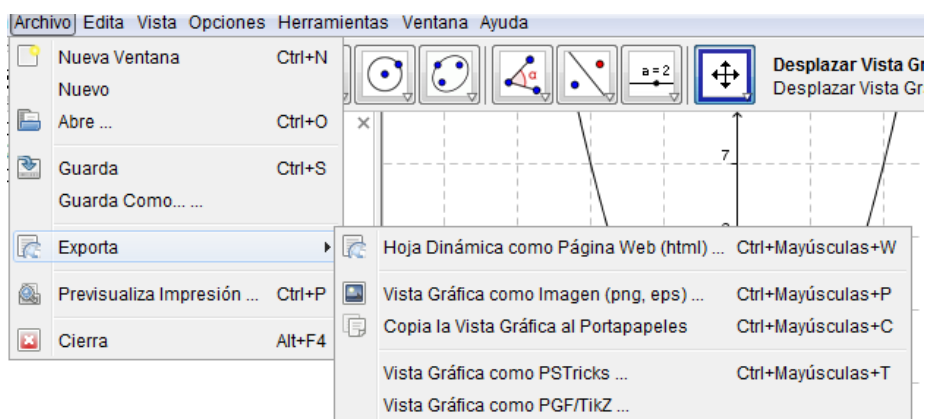 Archivo Edita Vista Opciones Herramientas Ventana Ayuda
Nueva Ventana Ctrl+N
Nuevo
Abre ... Ctrl+O
Guarda Ctrl+S
Guarda Como... ...
Exporta
Previsualiza Impresión ... Ctrl+P
Cierra Alt+F4
α
a=2
Desplazar Vista
Desplazar Vista Gr
7
Hoja Dinámica como Página Web (html) ... Ctrl+Mayúsculas+W
Vista Gráfica como Imagen (png, eps) ... Ctrl+Mayúsculas+P
Copia la Vista Gráfica al Portapapeles Ctrl+Mayúsculas+C
Vista Gráfica como PSTricks ... Ctrl+Mayúsculas+T
Vista Gráfica como PGF/TikZ ...